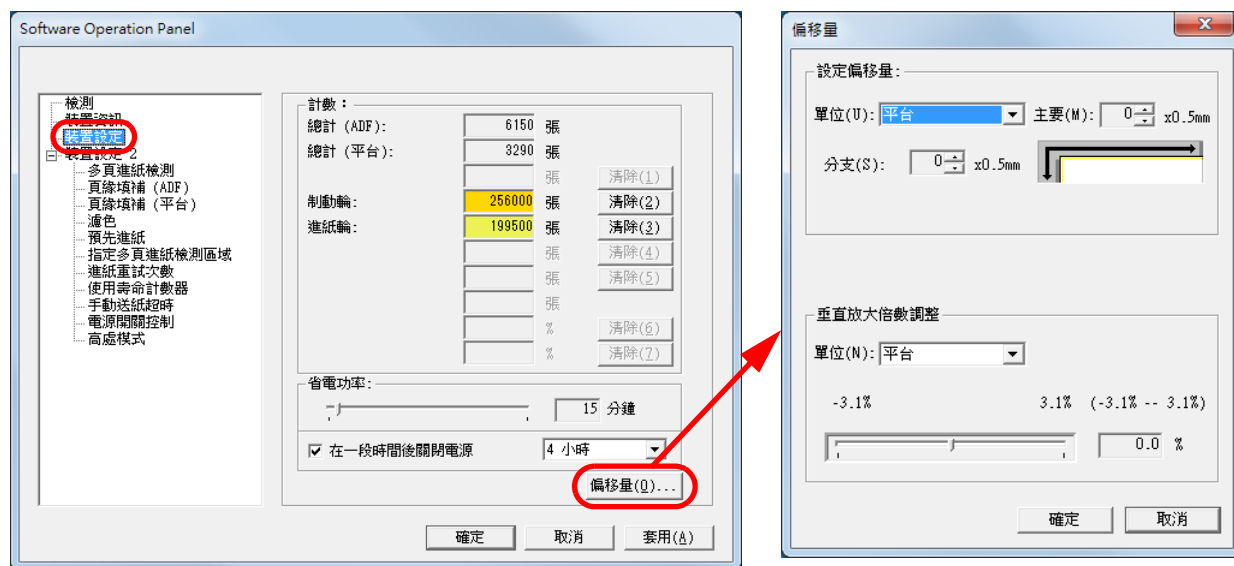 Software Operation Panel
檢測
裝置資訊
裝置設定
裝置設定 2
多頁進紙檢測
頁緣填補 (ADF)
頁緣填補 (平台)
濾色
預先進紙
指定多頁進紙檢測區域
進紙重試次數
使用壽命計數器
手動送紙超時
電源開關控制
高處模式
計數：
總計 (ADF): 6150 張
總計 (平台): 3290 張
張 清除(1)
制動輪: 256000 張 清除(2)
進紙輪: 199500 張 清除(3)
張 清除(4)
張 清除(5)
張
% 清除(6)
% 清除(7)
省電功率:
15 分鐘
在一段時間後關閉電源 4 小時
偏移量(O)...
確定 取消 套用(A)
偏移量
設定偏移量:
單位(U): 平台 主要(M): 0 x0.5mm
分支(S): 0 x0.5mm
垂直放大倍數調整
單位(N): 平台
-3.1% 3.1% (-3.1% -- 3.1%)
0.0 %
確定 取消